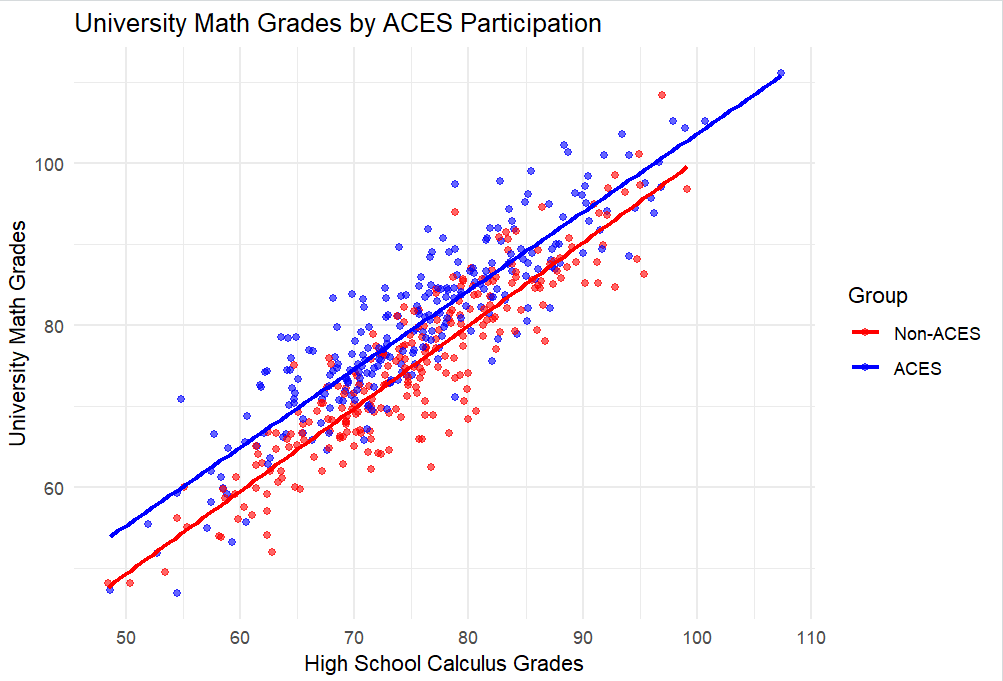 University Math Grades by ACES Participation
University Math Grades
100
80
60
50 60 70 80 90 100 110
High School Calculus Grades
Group
Non-ACES
ACES